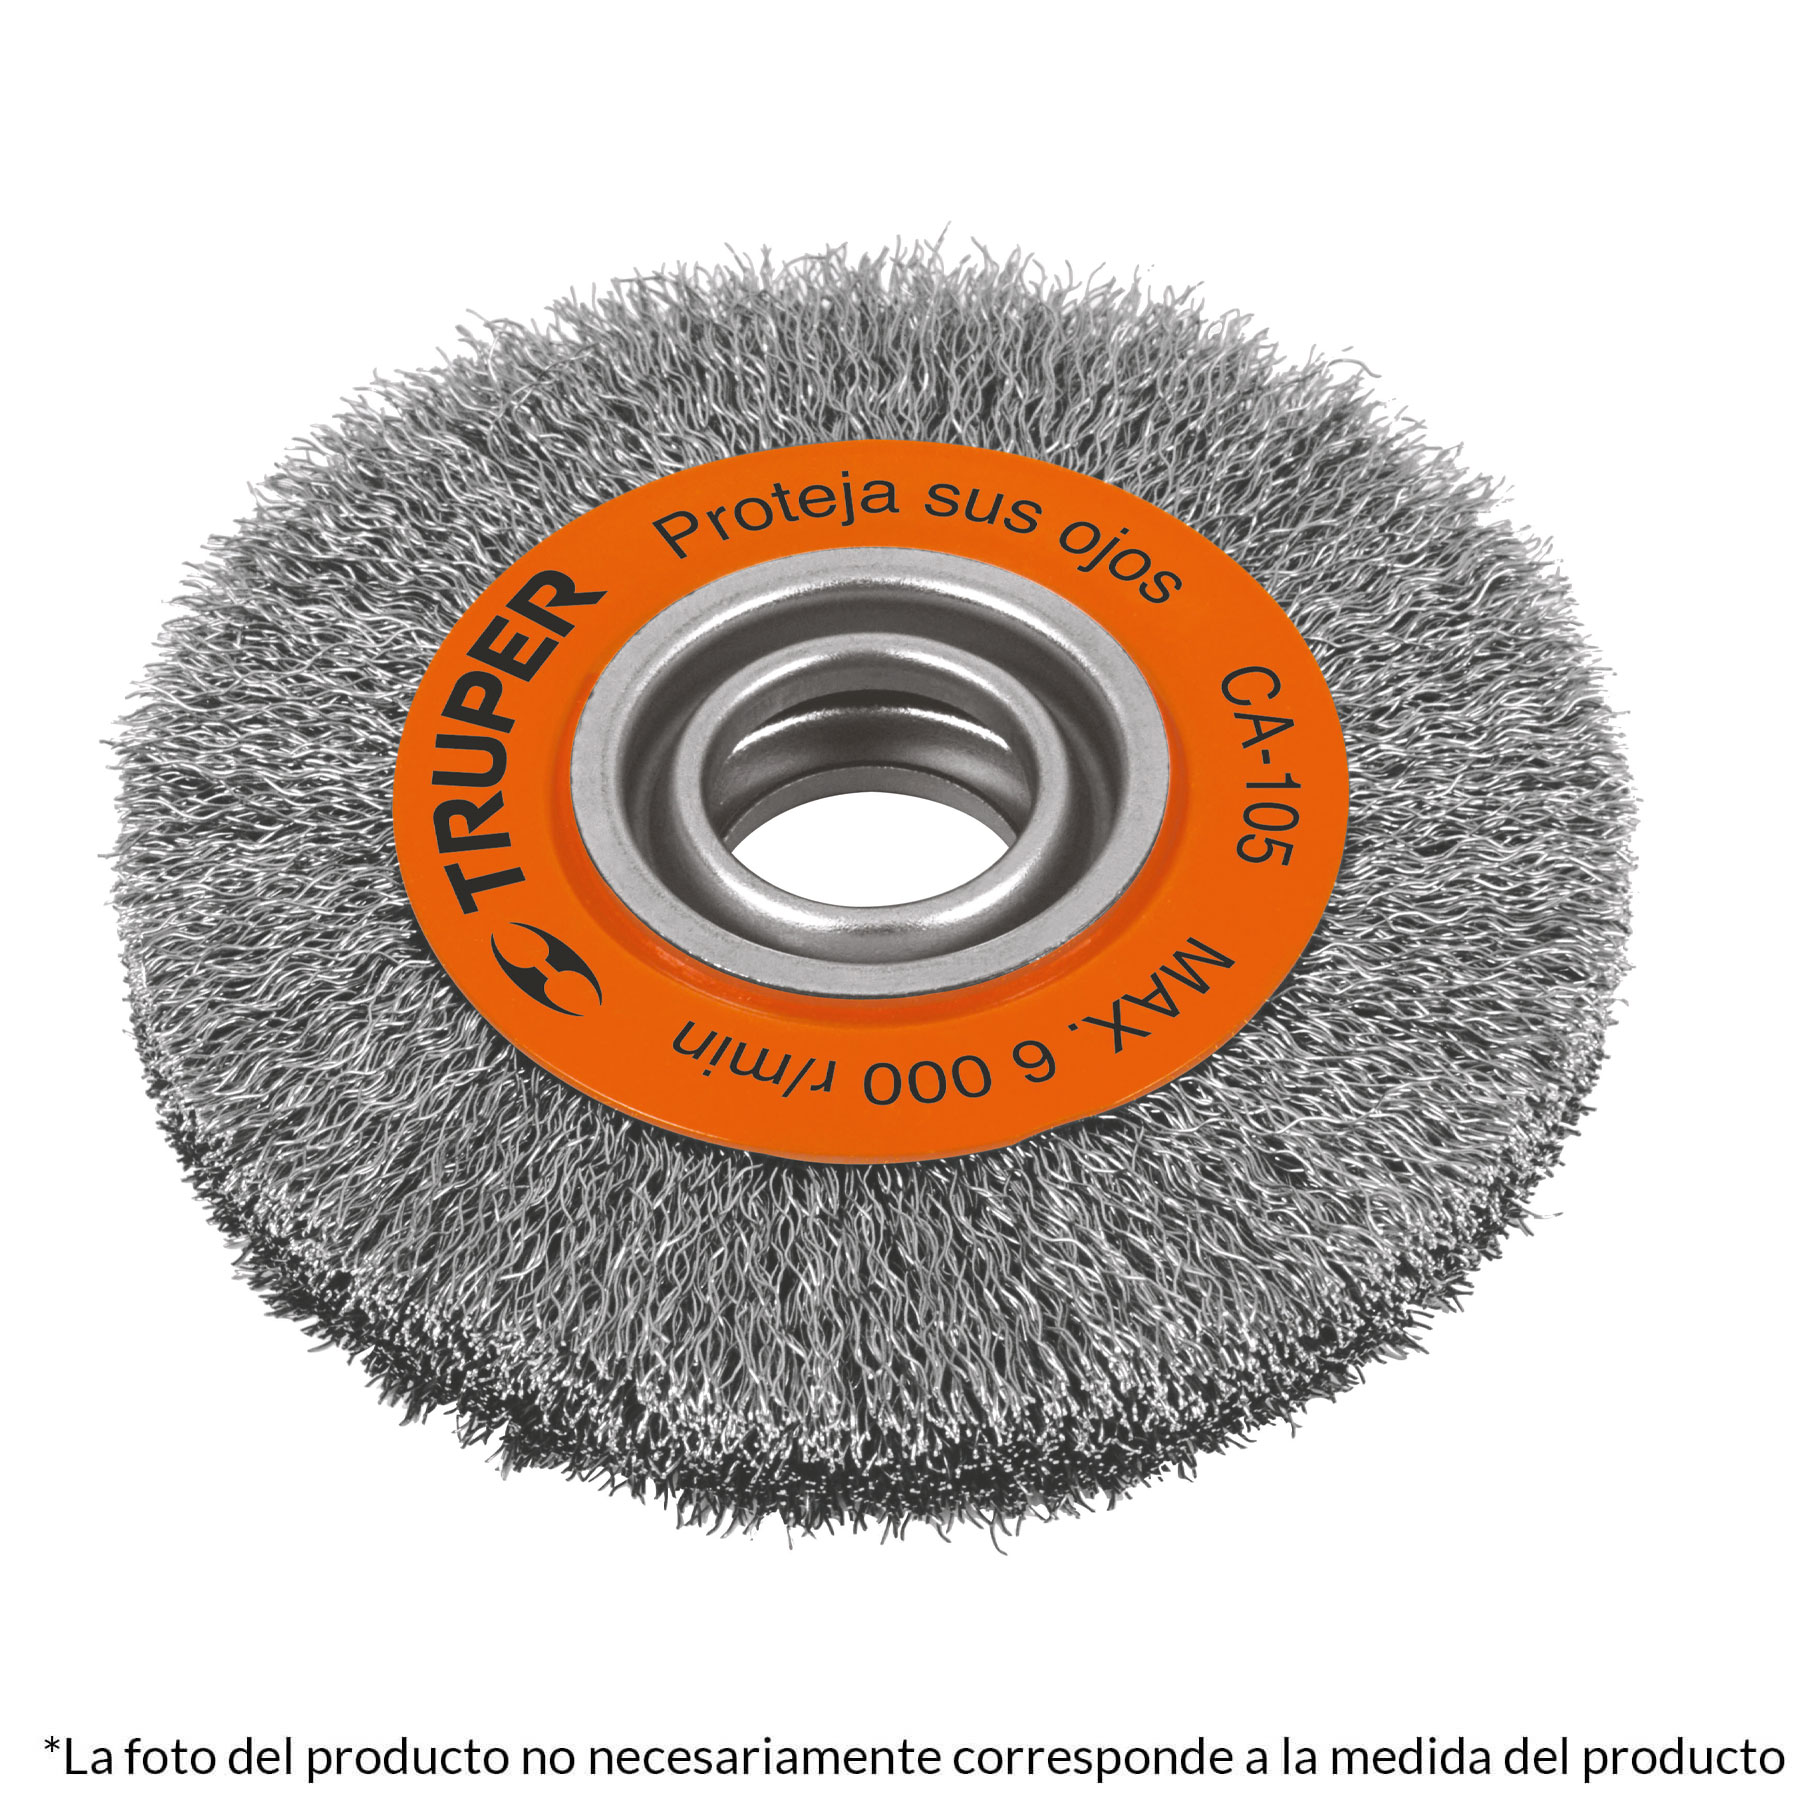 Proteja sus ojos
TRUPER
CA-105
MAX. 6 000 r/min
*La foto del producto no necesariamente corresponde a la medida del producto